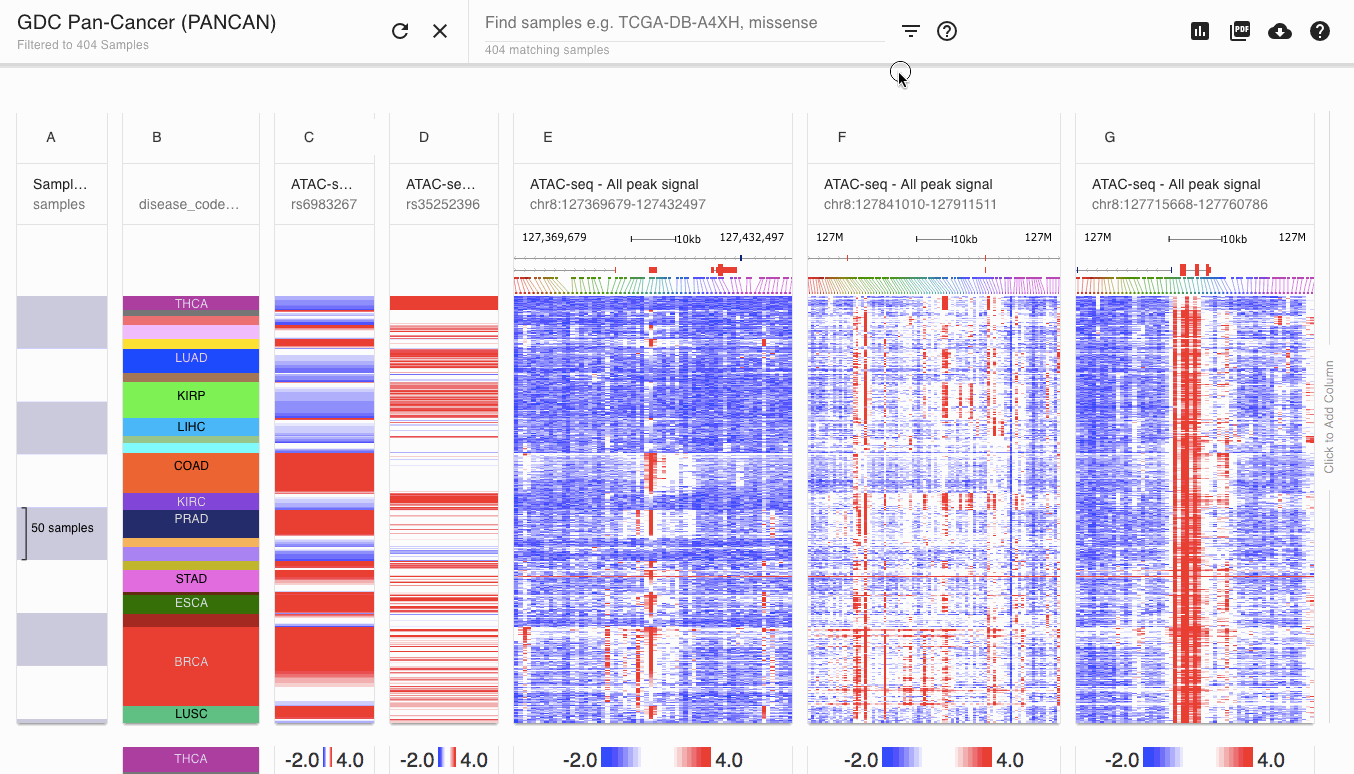 GDC Pan-Cancer (PANCAN)
Filtered to 404 Samples
Find samples e.g. TCGA-DB-A4XH, missense
404 matching samples
PDF
A
B
C
D
E
F
G
Sampl...
samples
disease_code...
ATAC-s...
rs6983267
ATAC-se...
rs35252396
ATAC-seq - All peak signal
chr8:127369679-127432497
ATAC-seq - All peak signal
chr8:127841010-127911511
ATAC-seq - All peak signal
chr8:127715668-127760786
127,369,679 10kb 127,432,497
127M 10kb 127M
127M 10kb 127M
THCA
LUAD
KIRP
LIHC
COAD
KIRC
PRAD
STAD
ESCA
BRCA
LUSC
50 samples
Click to Add Column
THCA
-2.0 4.0
-2.0 4.0
-2.0 4.0
-2.0 4.0
-2.0 4.0